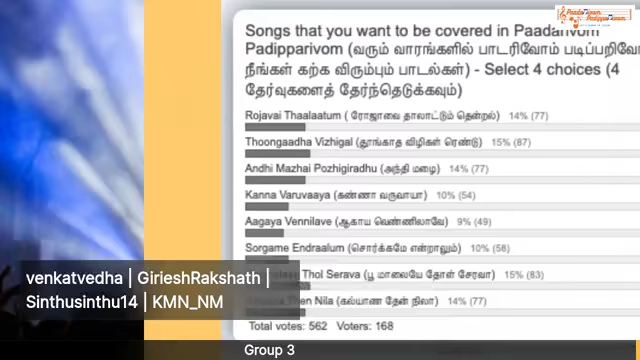 Paadarivom
Padipparivom
Songs that you want to be covered in Paadarivom
Padipparivom (வரும் வாரங்களில் பாடறிவோம் படிப்பறிவோ
நீங்கள் கற்க விரும்பும் பாடல்கள்) - Select 4 choices (4
தேர்வுகளைத் தேர்ந்தெடுக்கவும்)
Rojavai Thaalatum ( ரோஜாவை தாலாட்டும் தென்றல்) 14% (77)
Thoongaadha Vizhigal (தூங்காத விழிகள் ரெண்டு) 15% (87)
Andhi Mazhai Pozhigiradhu (அந்தி மழை) 14% (77)
Kanna Varuvaaya (கண்ணா வருவாயா) 10% (54)
Aagaya Vennilave (ஆகாய வெண்ணிலாவே) 9% (49)
Sorgame Endraalum (சொர்க்கமே என்றாலும்) 10% (58)
Thol Serava (பூ மாலையே தோள் சேரவா) 15% (83)
Then Nila (கல்யாண தேன் நிலா) 14% (77)
Total votes: 562 Voters: 168
venkatvedha | GirieshRakshath |
Sinthusinthu14 | KMN_NM
Group 3